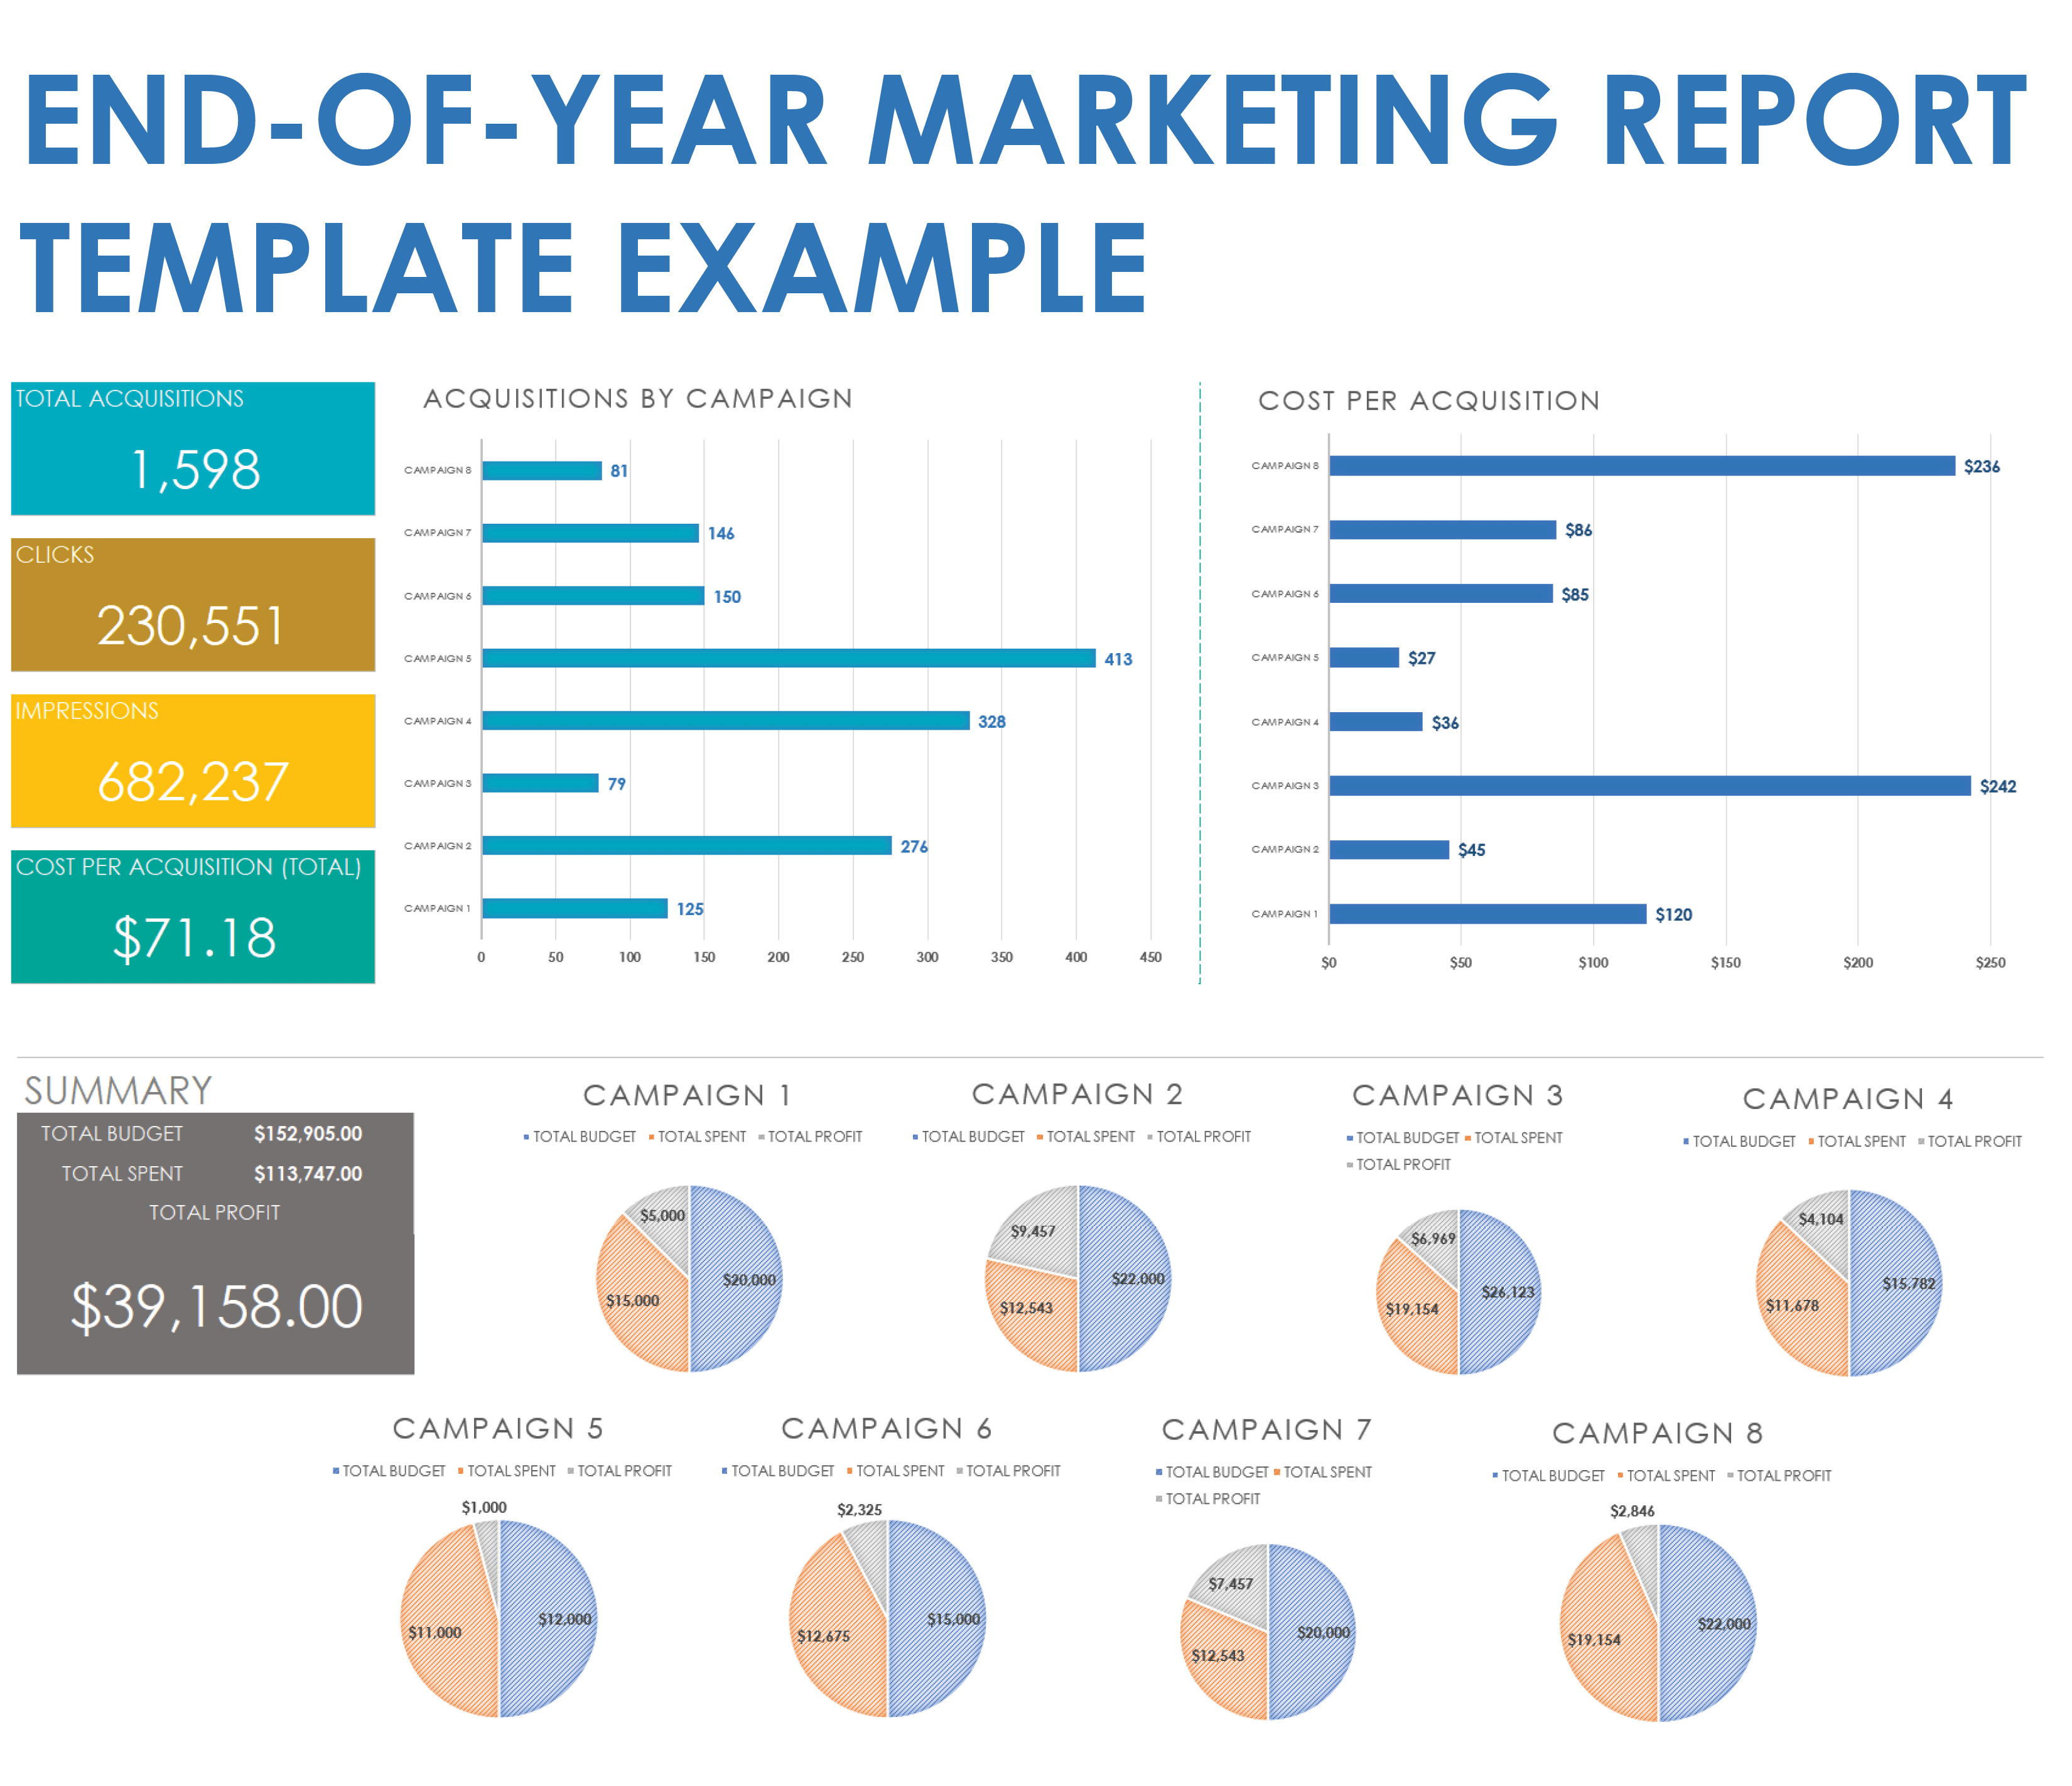 END-OF-YEAR MARKETING REPORT
TEMPLATE EXAMPLE
TOTAL ACQUISITIONS
1,598
CLICKS
230,551
IMPRESSIONS
682,237
COST PER ACQUISITION (TOTAL)
$71.18
ACQUISITIONS BY CAMPAIGN
CAMPAIGN 8 81
CAMPAIGN 7 146
CAMPAIGN 6 150
CAMPAIGN 5 413
CAMPAIGN 4 328
CAMPAIGN 3 79
CAMPAIGN 2 276
CAMPAIGN 1 125
0 50 100 150 200 250 300 350 400 450
COST PER ACQUISITION
CAMPAIGN 8 $236
CAMPAIGN 7 $86
CAMPAIGN 6 $85
CAMPAIGN 5 $27
CAMPAIGN 4 $36
CAMPAIGN 3 $242
CAMPAIGN 2 $45
CAMPAIGN 1 $120
$0 $50 $100 $150 $200 $250
SUMMARY
TOTAL BUDGET $152,905.00
TOTAL SPENT $113,747.00
TOTAL PROFIT
$39,158.00
CAMPAIGN 1
TOTAL BUDGET TOTAL SPENT TOTAL PROFIT
$5,000
$20,000
$15,000
CAMPAIGN 2
TOTAL BUDGET TOTAL SPENT TOTAL PROFIT
$9,457
$22,000
$12,543
CAMPAIGN 3
TOTAL BUDGET TOTAL SPENT
TOTAL PROFIT
$6,969
$26,123
$19,154
CAMPAIGN 4
TOTAL BUDGET TOTAL SPENT TOTAL PROFIT
$4,104
$15,782
$11,678
CAMPAIGN 5
TOTAL BUDGET TOTAL SPENT TOTAL PROFIT
$1,000
$12,000
$11,000
CAMPAIGN 6
TOTAL BUDGET TOTAL SPENT TOTAL PROFIT
$2,325
$15,000
$12,675
CAMPAIGN 7
TOTAL BUDGET TOTAL SPENT
TOTAL PROFIT
$7,457
$20,000
$12,543
CAMPAIGN 8
TOTAL BUDGET TOTAL SPENT TOTAL PROFIT
$2,846
$22,000
$19,154